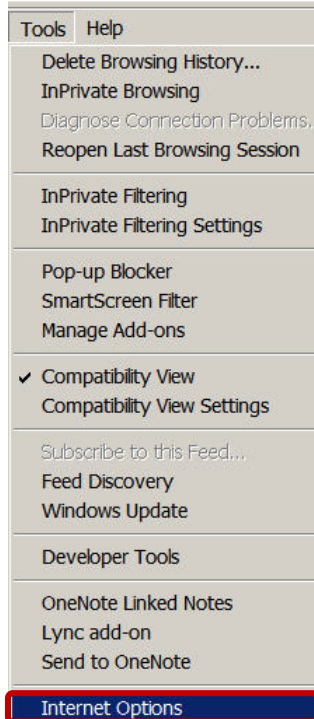 Tools Help
Delete Browsing History...
InPrivate Browsing
Diagnose Connection Problems.
Reopen Last Browsing Session
InPrivate Filtering
InPrivate Filtering Settings
Pop-up Blocker
SmartScreen Filter
Manage Add-ons
Compatibility View
Compatibility View Settings
Subscribe to this Feed...
Feed Discovery
Windows Update
Developer Tools
OneNote Linked Notes
Lync add-on
Send to OneNote
Internet Options